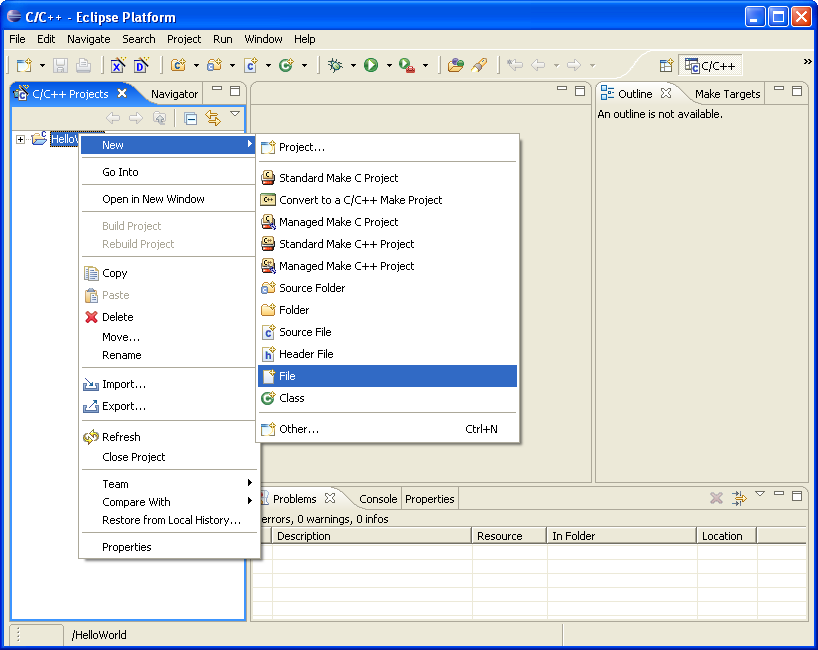 C/C++ - Eclipse Platform
File Edit Navigate Search Project Run Window Help
C/C++
»
C/C++ Projects Navigator
Outline Make Targets
An outline is not available.
New
Go Into
Open in New Window
Build Project
Rebuild Project
Copy
Paste
Delete
Move...
Rename
Import...
Export...
Refresh
Close Project
Team
Compare With
Restore from Local History...
Properties
Project...
Standard Make C Project
Convert to a C/C++ Make Project
Managed Make C Project
Standard Make C++ Project
Managed Make C++ Project
Source Folder
Folder
Source File
Header File
File
Class
Other... Ctrl+N
Problems Console Properties
errors, 0 warnings, 0 infos
Description Resource In Folder Location
/HelloWorld